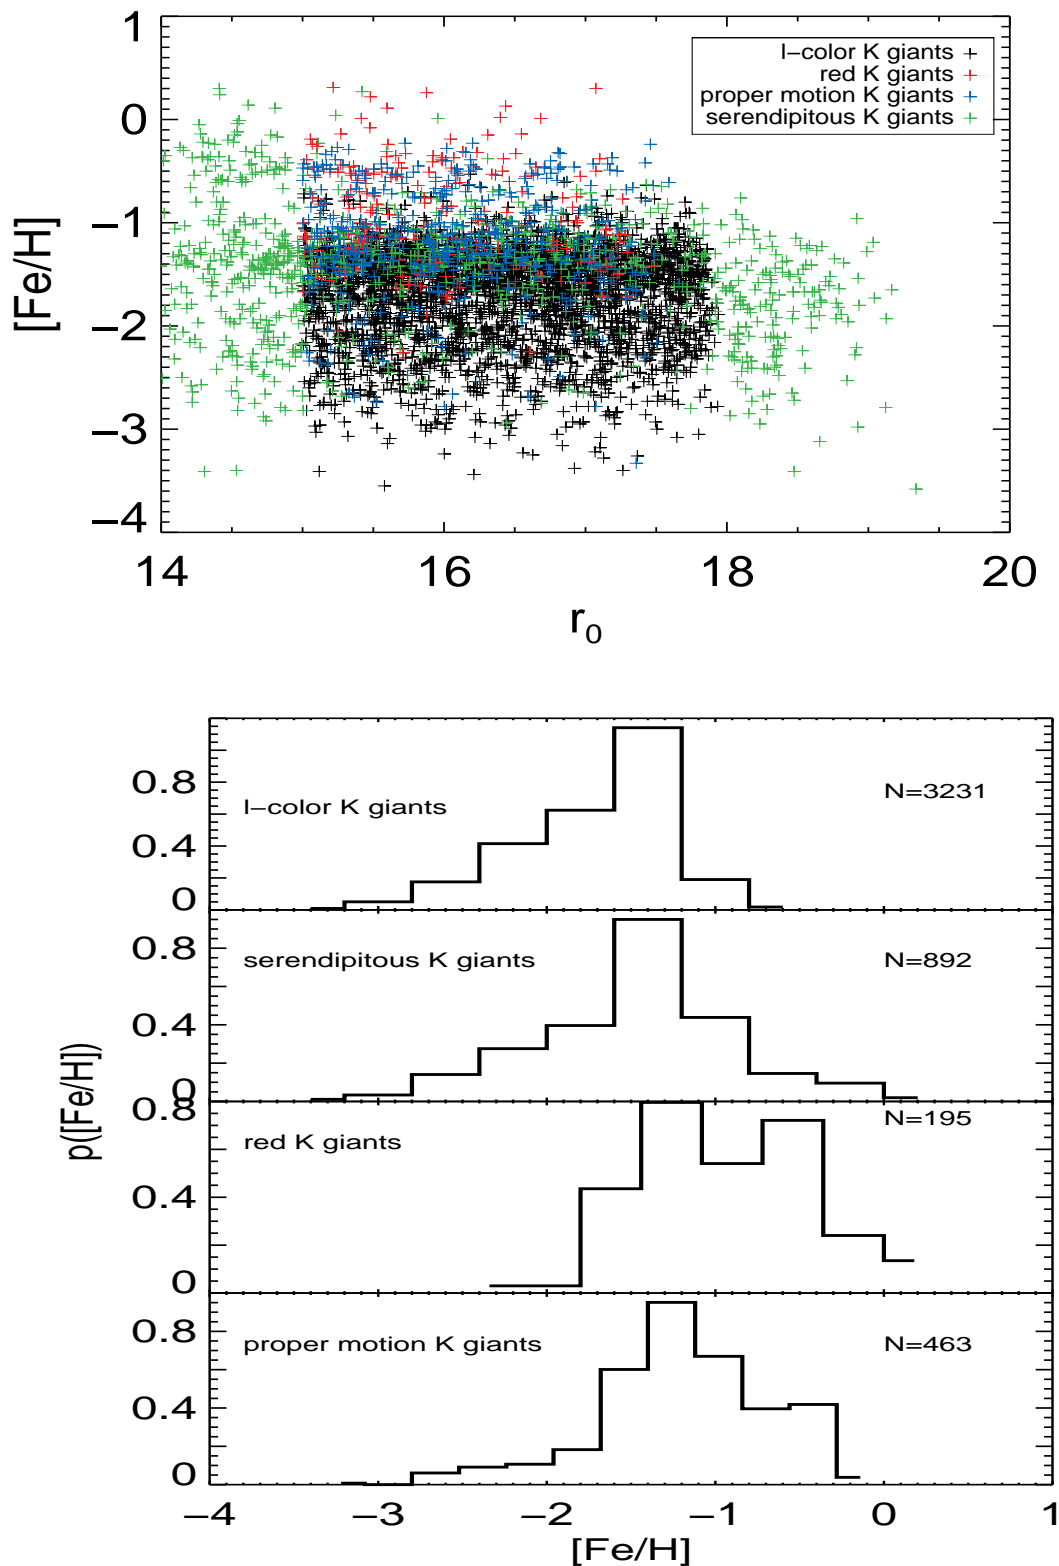 1
0
−1
−2
−3
−4
[Fe/H]
l−color K giants
red K giants
proper motion K giants
serendipitous K giants
14 16 18 20
r0
0.8
0.4
0
l−color K giants
N=3231
0.8
0.4
0
serendipitous K giants
N=892
p([Fe/H])
0.8
0.4
0
red K giants
N=195
0.8
0.4
0
proper motion K giants
N=463
−4 −3 −2 −1 0 1
[Fe/H]